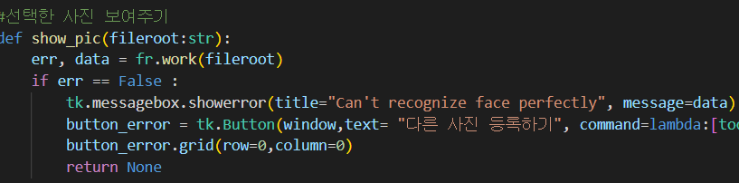 #선택한 사진 보여주기
def show_pic(fileroot:str):
    err, data = fr.work(fileroot)
    if err == False :
        tk.messagebox.showerror(title="Can't recognize face perfectly", message=data)
        button_error = tk.Button(window,text= "다른 사진 등록하기", command=lambda:[too
        button_error.grid(row=0,column=0)
        return None